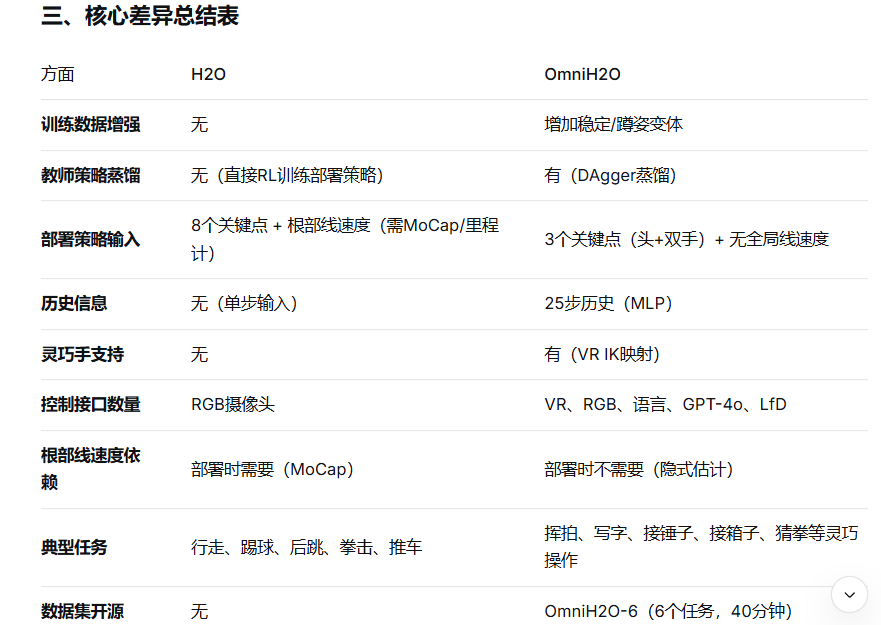 三、核心差异总结表
方面 H2O OmniH2O
训练数据增强 无 增加稳定/蹲姿变体
教师策略蒸馏 无（直接RL训练部署策略） 有（DAgger蒸馏）
部署策略输入 8个关键点 + 根部线速度（需MoCap/里程
计） 3个关键点（头+双手）+ 无全局线速度
历史信息 无（单步输入） 25步历史（MLP）
灵巧手支持 无 有（VR IK映射）
控制接口数量 RGB摄像头 VR、RGB、语言、GPT-4o、LfD
根部线速度依
赖 部署时需要（MoCap） 部署时不需要（隐式估计）
典型任务 行走、踢球、后跳、拳击、推车 挥拍、写字、接锤子、接箱子、猜拳等灵巧
操作
数据集开源 无 OmniH2O-6（6个任务，40分钟）